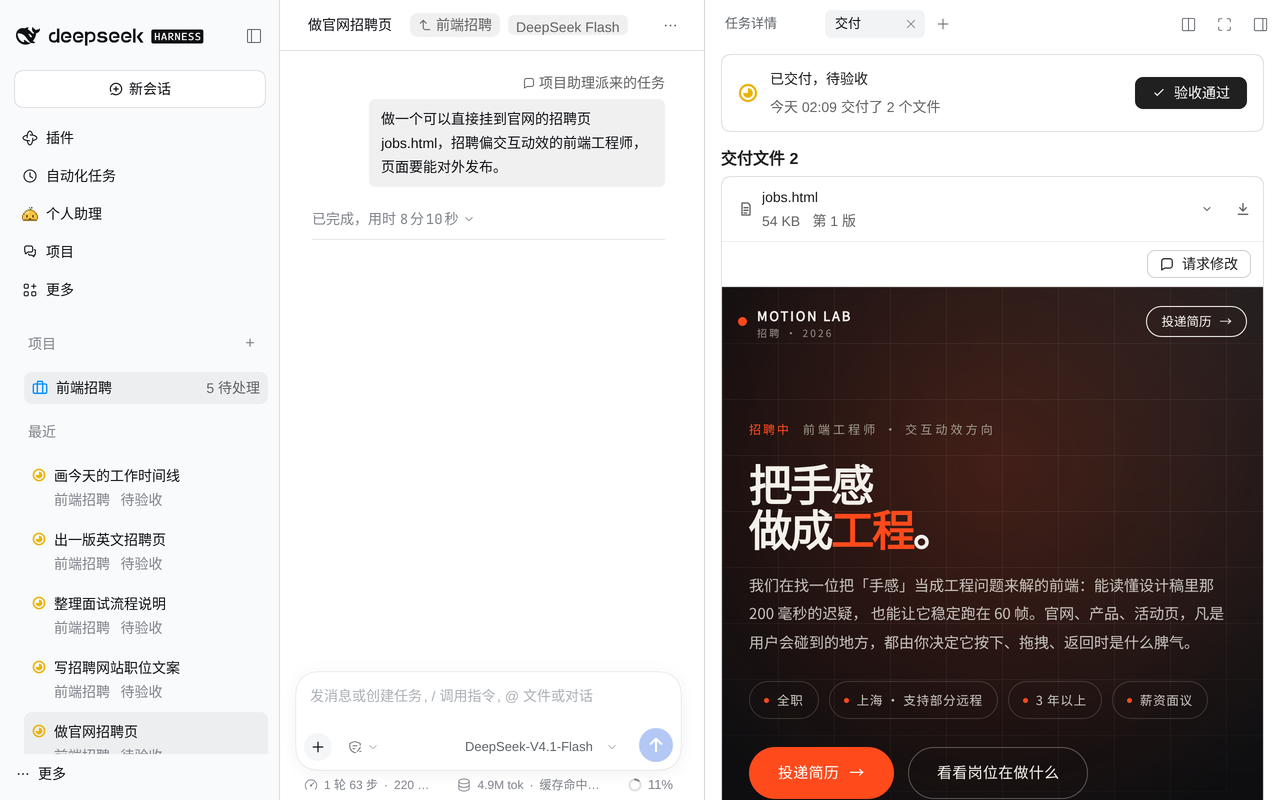 deepseek HARNESS
新会话
插件
自动化任务
个人助理
项目
更多
项目
前端招聘 5 待处理
最近
画今天的工作时间线
前端招聘 待验收
出一版英文招聘页
前端招聘 待验收
整理面试流程说明
前端招聘 待验收
写招聘网站职位文案
前端招聘 待验收
做官网招聘页
前端招聘 待验收
更多
做官网招聘页 前端招聘 DeepSeek Flash
项目助理派来的任务
做一个可以直接挂到官网的招聘页
jobs.html，招聘偏交互动效的前端工程师，
页面要能对外发布。
已完成，用时 8分10秒
发消息或创建任务, / 调用指令, @ 文件或对话
DeepSeek-V4.1-Flash
1 轮 63 步 · 220 ... 4.9M tok · 缓存命中... 11%
任务详情 交付
已交付，待验收
今天 02:09 交付了 2 个文件
验收通过
交付文件 2
jobs.html
54 KB 第 1 版
请求修改
MOTION LAB
招聘 · 2026
投递简历 →
招聘中 前端工程师 · 交互动效方向
把手感
做成工程。
我们在找一位把「手感」当成工程问题来解的前端：能读懂设计稿里那
200 毫秒的迟疑， 也能让它稳定跑在 60 帧。官网、产品、活动页，凡是
用户会碰到的地方，都由你决定它按下、拖拽、返回时是什么脾气。
全职 上海 · 支持部分远程 3 年以上 薪资面议
投递简历 → 看看岗位在做什么